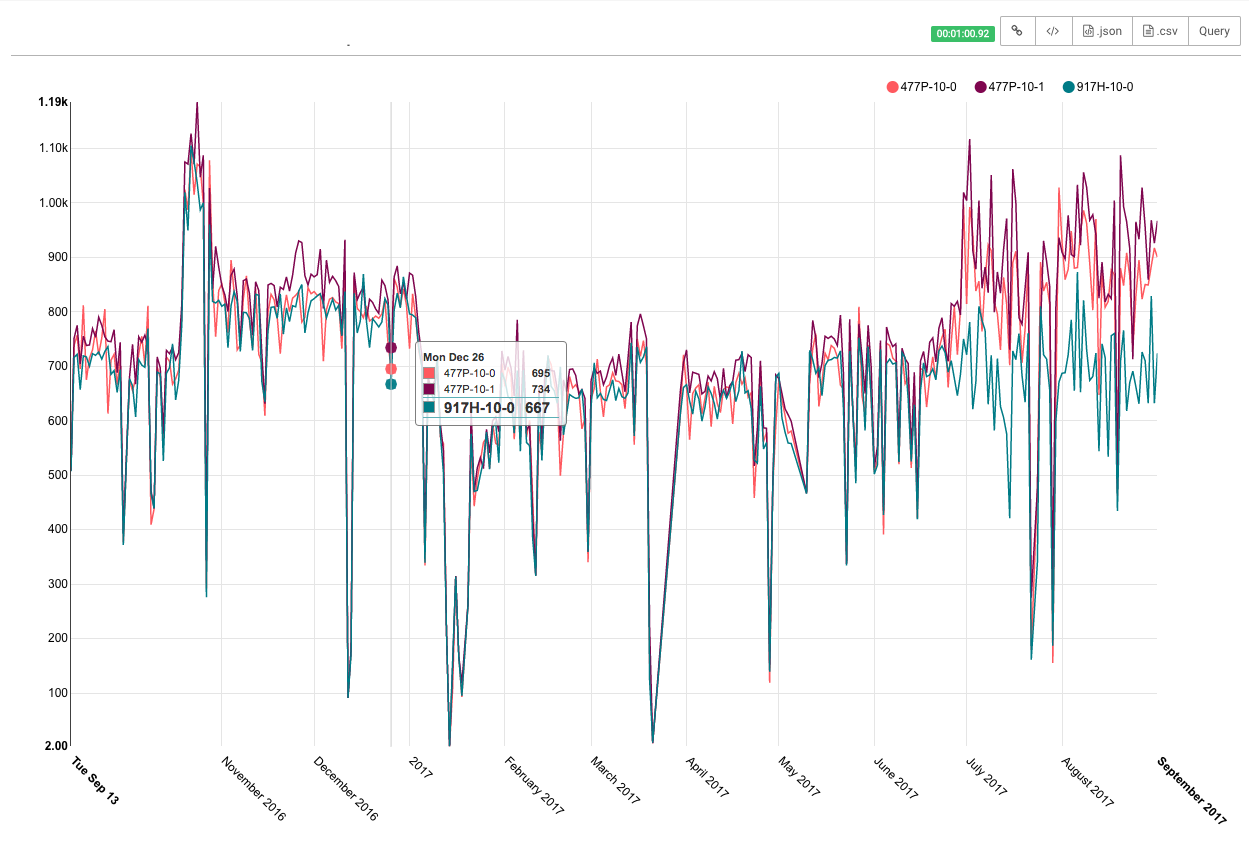 00:01:00.92 </> .json .csv Query
477P-10-0 477P-10-1 917H-10-0
1.19k
1.10k
1.00k
900
800
700
600
500
400
300
200
100
2.00
Mon Dec 26
477P-10-0 695
477P-10-1 734
917H-10-0 667
Tue Sep 13
November 2016
December 2016
2017
February 2017
March 2017
April 2017
May 2017
June 2017
July 2017
August 2017
September 2017